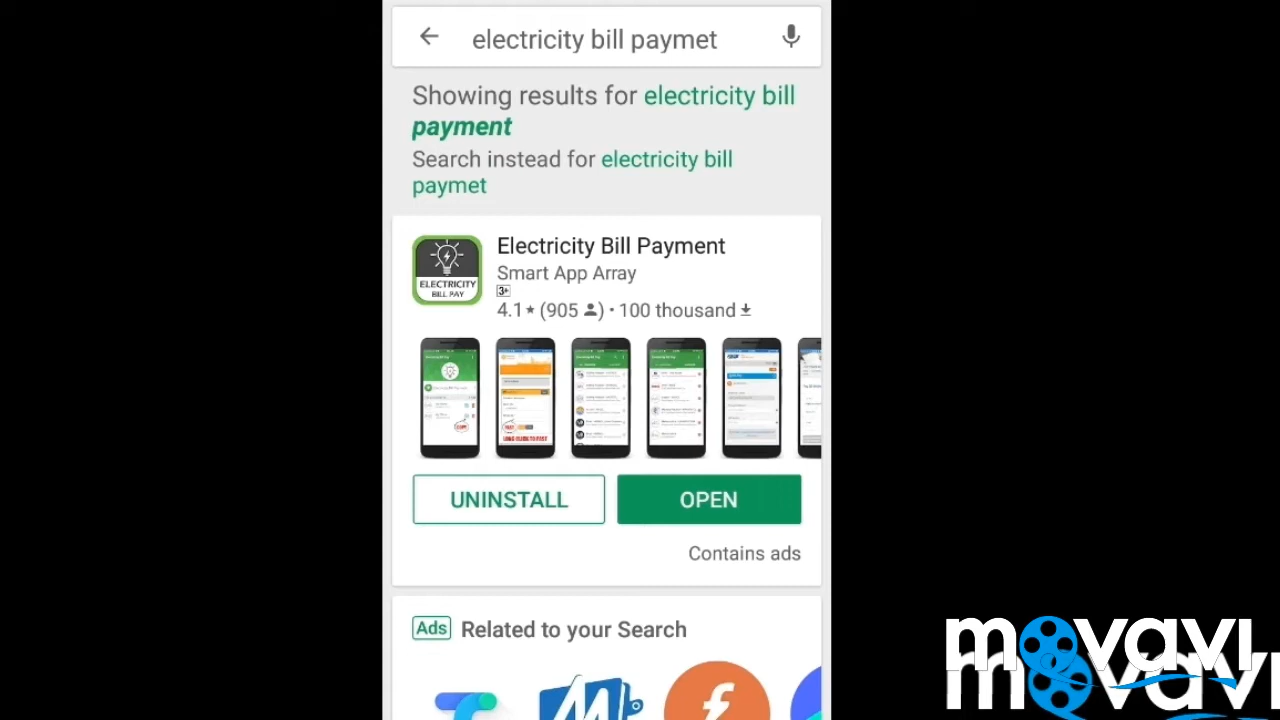 electricity bill paymet
Showing results for electricity bill
payment
Search instead for electricity bill
paymet
Electricity Bill Payment
Smart App Array
3+
4.1★ (905) • 100 thousand
ELECTRICITY
BILL PAY
UNINSTALL
OPEN
Contains ads
Ads Related to your Search
movavi
movavi